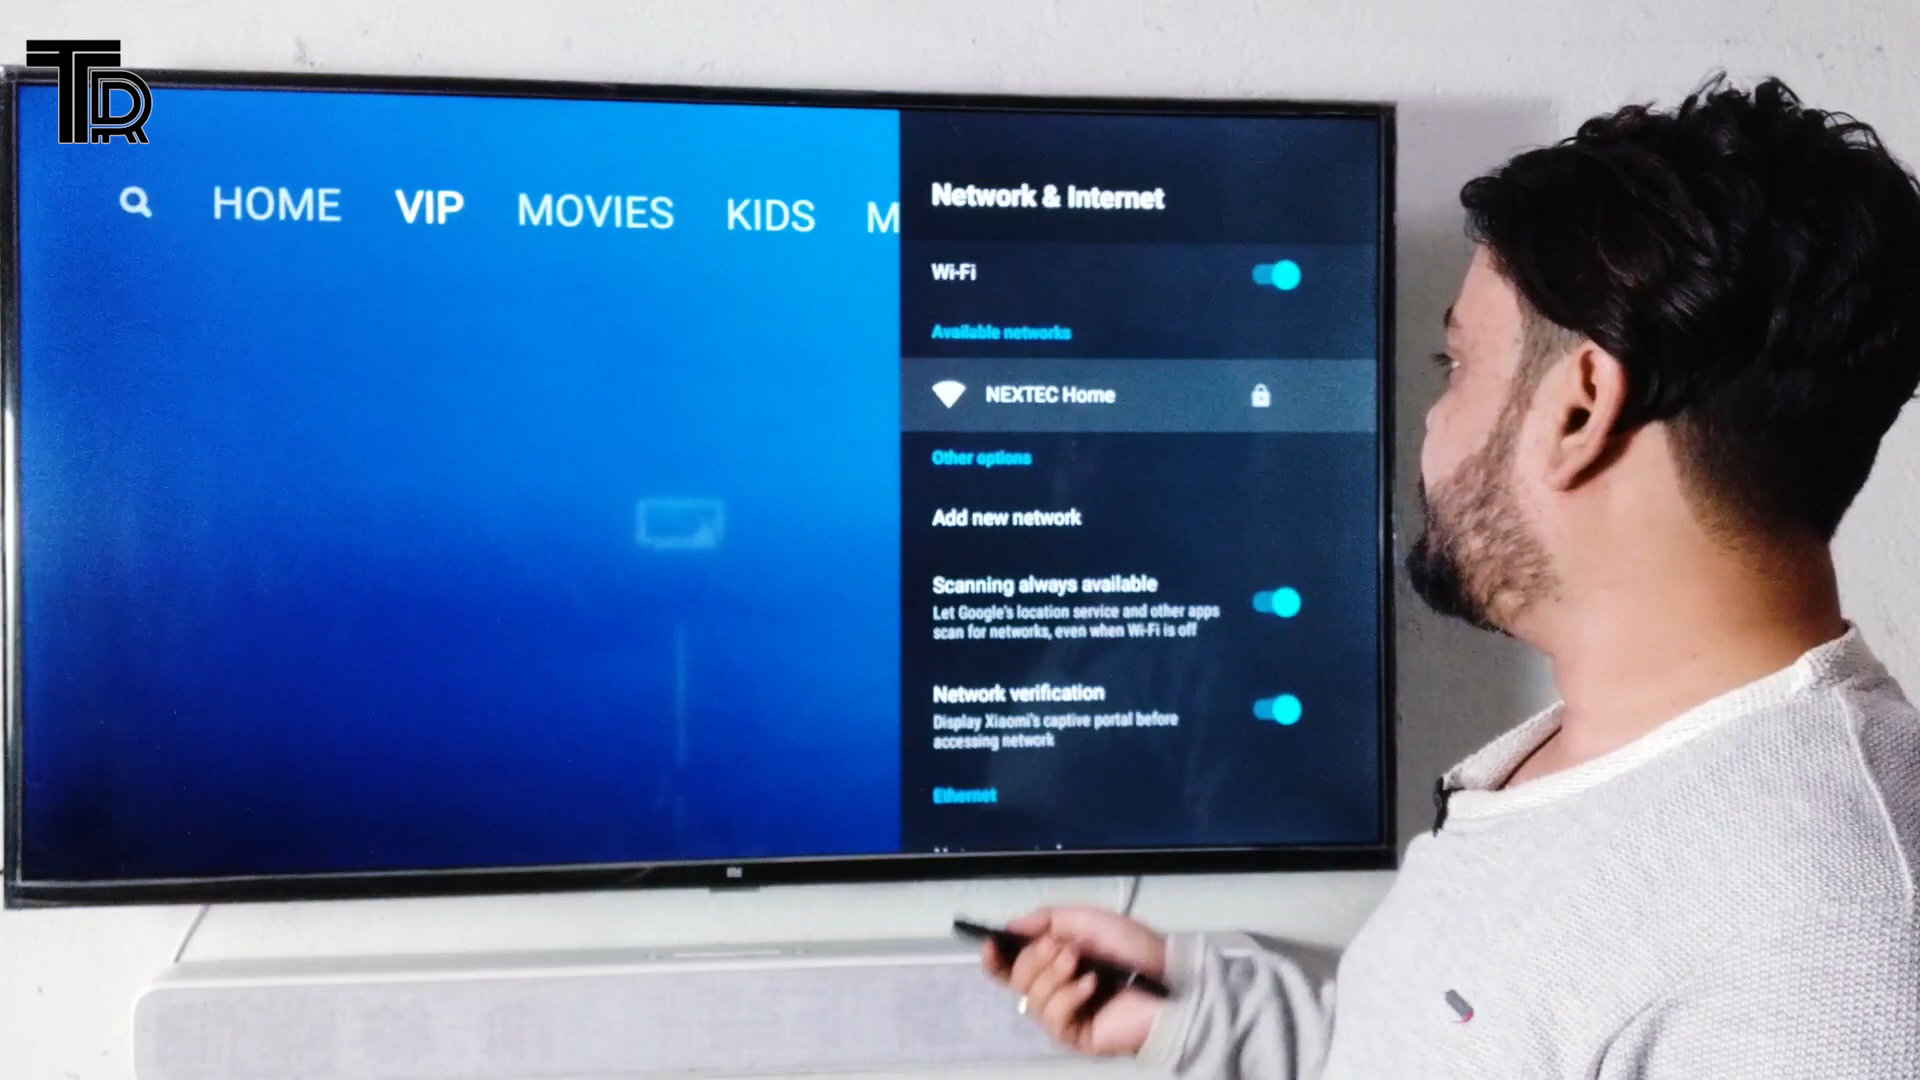 TDR
HOME VIP MOVIES KIDS M
Network & Internet
Wi-Fi
Available networks
NEXTEC Home
Other options
Add new network
Scanning always available
Let Google's location service and other apps
scan for networks, even when Wi-Fi is off
Network verification
Display Xiaomi's captive portal before
accessing network
Ethernet
mi